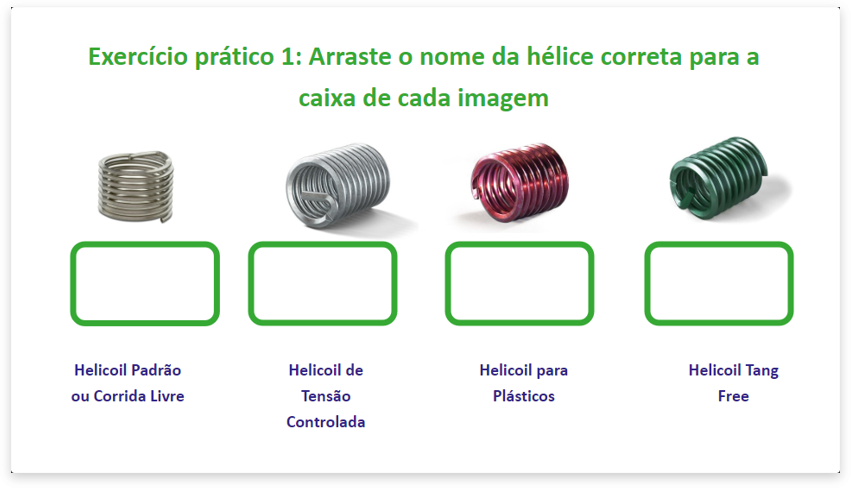 Exercício prático 1: Arraste o nome da hélice correta para a
caixa de cada imagem
Helicoil Padrão
ou Corrida Livre
Helicoil de
Tensão
Controlada
Helicoil para
Plásticos
Helicoil Tang
Free